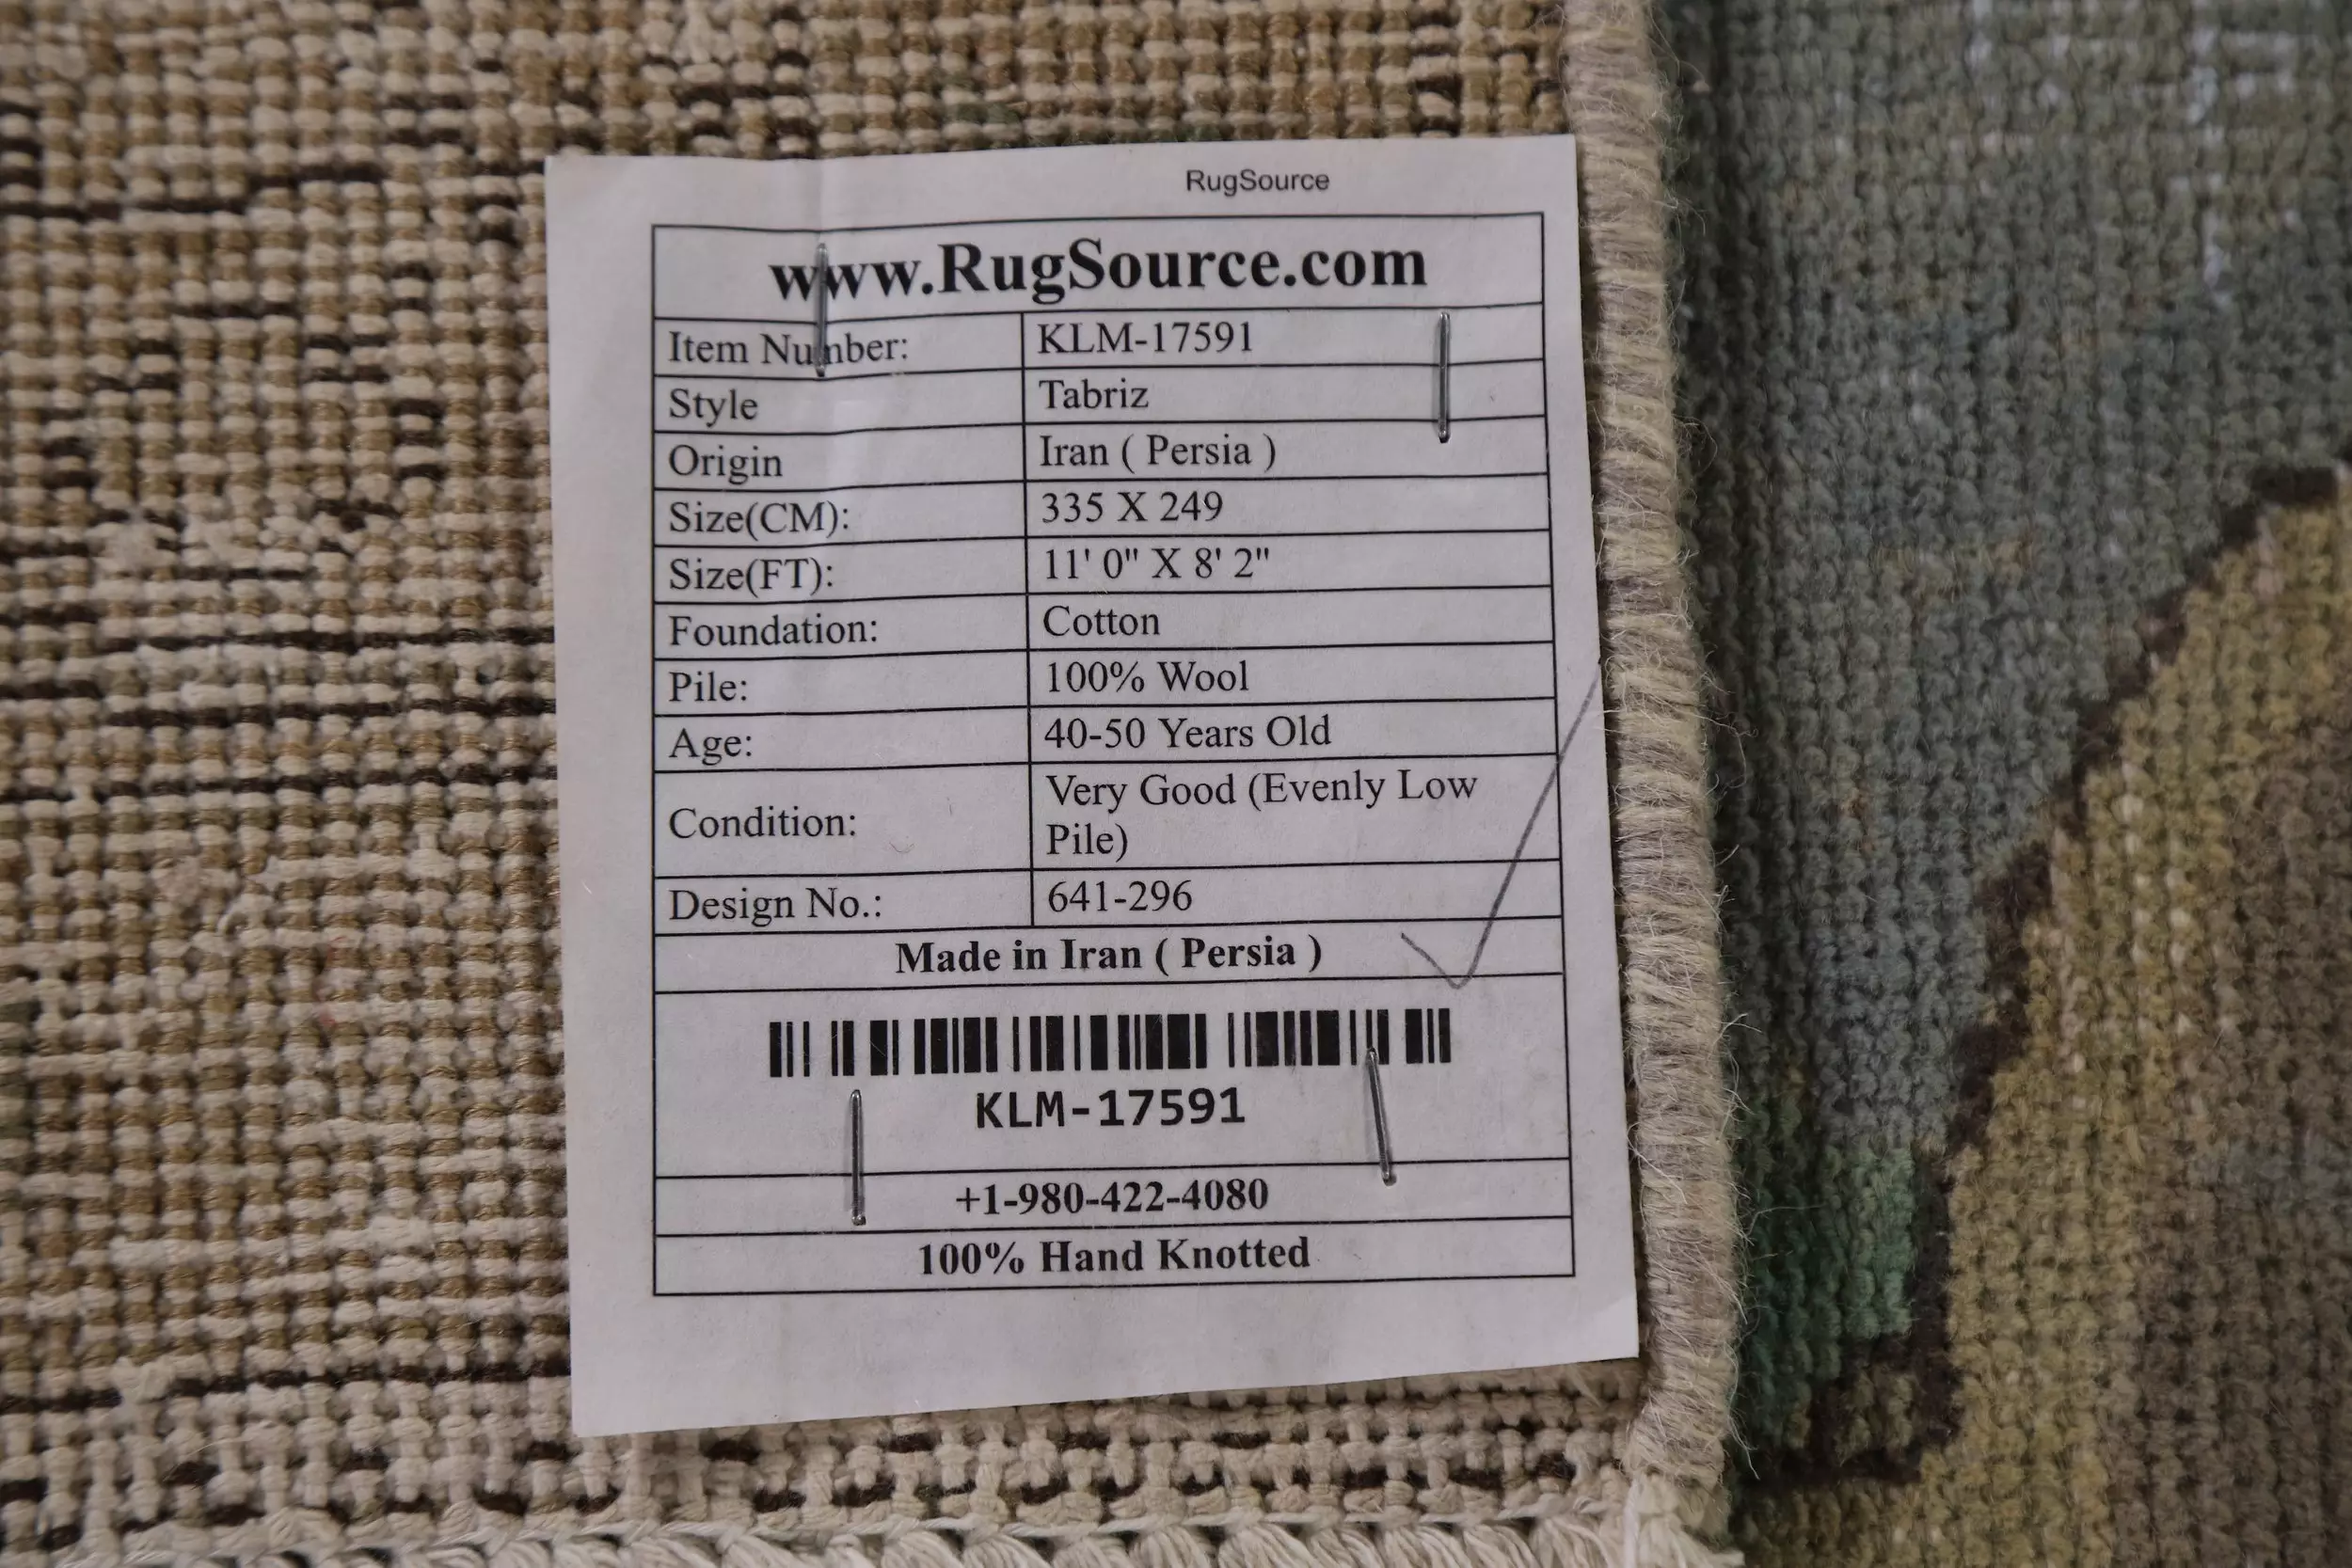 RugSource
www.RugSource.com
Item Number: KLM-17591
Style Tabriz
Origin Iran ( Persia )
Size(CM): 335 X 249
Size(FT): 11' 0" X 8' 2"
Foundation: Cotton
Pile: 100% Wool
Age: 40-50 Years Old
Condition: Very Good (Evenly Low
Pile)
Design No.: 641-296
Made in Iran ( Persia )
KLM-17591
+1-980-422-4080
100% Hand Knotted